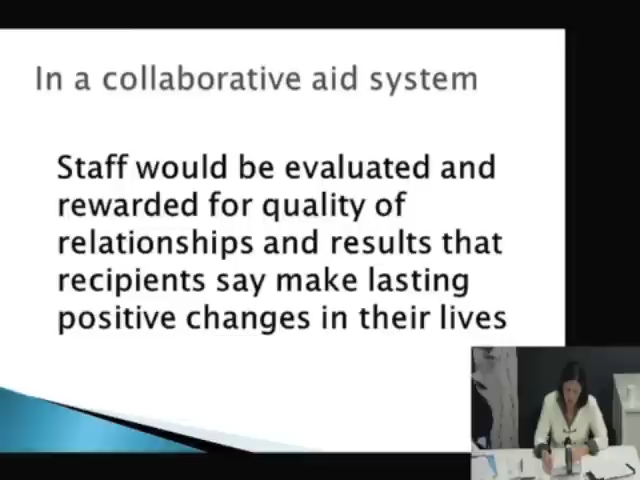 In a collaborative aid system
Staff would be evaluated and
rewarded for quality of
relationships and results that
recipients say make lasting
positive changes in their lives